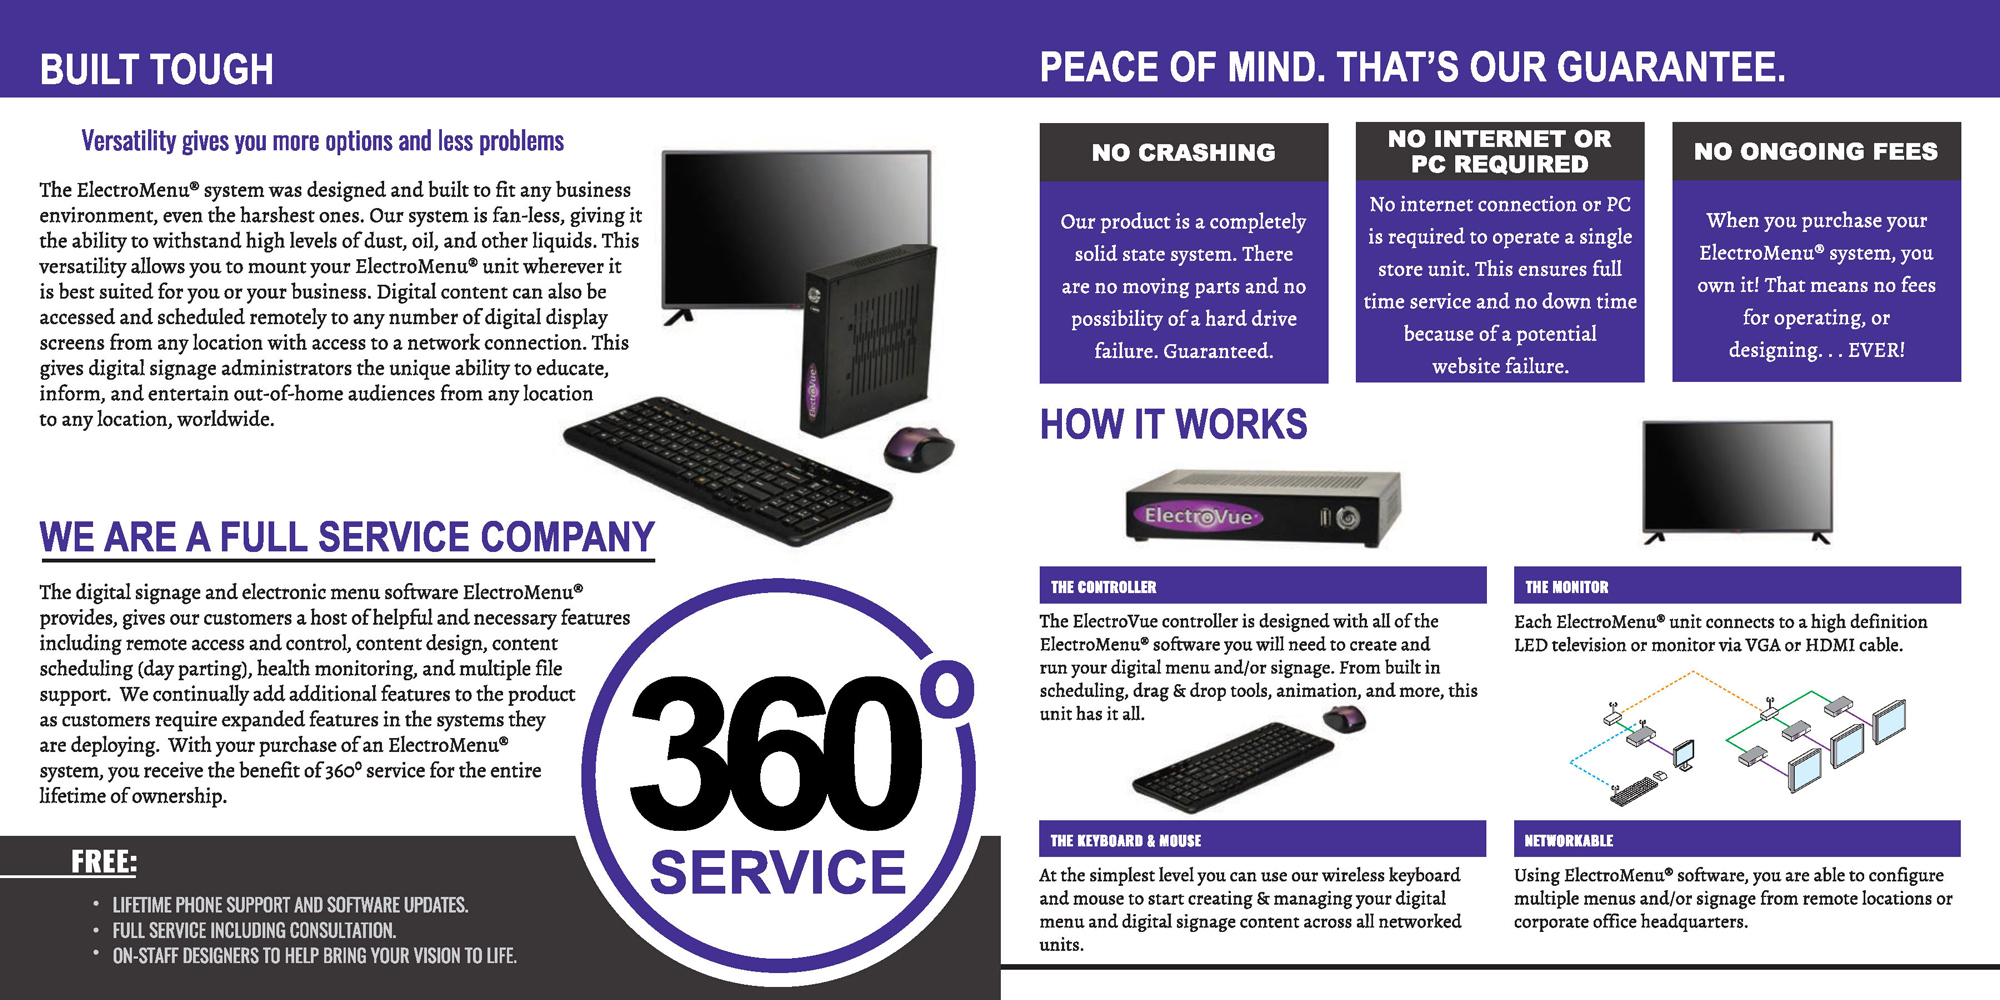 BUILT TOUGH
Versatility gives you more options and less problems
The ElectroMenu® system was designed and built to fit any business
environment, even the harshest ones. Our system is fan-less, giving it
the ability to withstand high levels of dust, oil, and other liquids. This
versatility allows you to mount your ElectroMenu® unit wherever it
is best suited for you or your business. Digital content can also be
accessed and scheduled remotely to any number of digital display
screens from any location with access to a network connection. This
gives digital signage administrators the unique ability to educate,
inform, and entertain out-of-home audiences from any location
to any location, worldwide.
ElectroVue
WE ARE A FULL SERVICE COMPANY
The digital signage and electronic menu software ElectroMenu®
provides, gives our customers a host of helpful and necessary features
including remote access and control, content design, content
scheduling (day parting), health monitoring, and multiple file
support.  We continually add additional features to the product
as customers require expanded features in the systems they
are deploying.  With your purchase of an ElectroMenu®
system, you receive the benefit of 360⁰ service for the entire
lifetime of ownership.
360°
SERVICE
FREE:
• LIFETIME PHONE SUPPORT AND SOFTWARE UPDATES.
• FULL SERVICE INCLUDING CONSULTATION.
• ON-STAFF DESIGNERS TO HELP BRING YOUR VISION TO LIFE.
PEACE OF MIND. THAT'S OUR GUARANTEE.
NO CRASHING
Our product is a completely
solid state system. There
are no moving parts and no
possibility of a hard drive
failure. Guaranteed.
NO INTERNET OR
PC REQUIRED
No internet connection or PC
is required to operate a single
store unit. This ensures full
time service and no down time
because of a potential
website failure.
NO ONGOING FEES
When you purchase your
ElectroMenu® system, you
own it! That means no fees
for operating, or
designing. . . EVER!
HOW IT WORKS
ElectroVue
THE CONTROLLER
The ElectroVue controller is designed with all of the
ElectroMenu® software you will need to create and
run your digital menu and/or signage. From built in
scheduling, drag & drop tools, animation, and more, this
unit has it all.
THE MONITOR
Each ElectroMenu® unit connects to a high definition
LED television or monitor via VGA or HDMI cable.
THE KEYBOARD & MOUSE
At the simplest level you can use our wireless keyboard
and mouse to start creating & managing your digital
menu and digital signage content across all networked
units.
NETWORKABLE
Using ElectroMenu® software, you are able to configure
multiple menus and/or signage from remote locations or
corporate office headquarters.